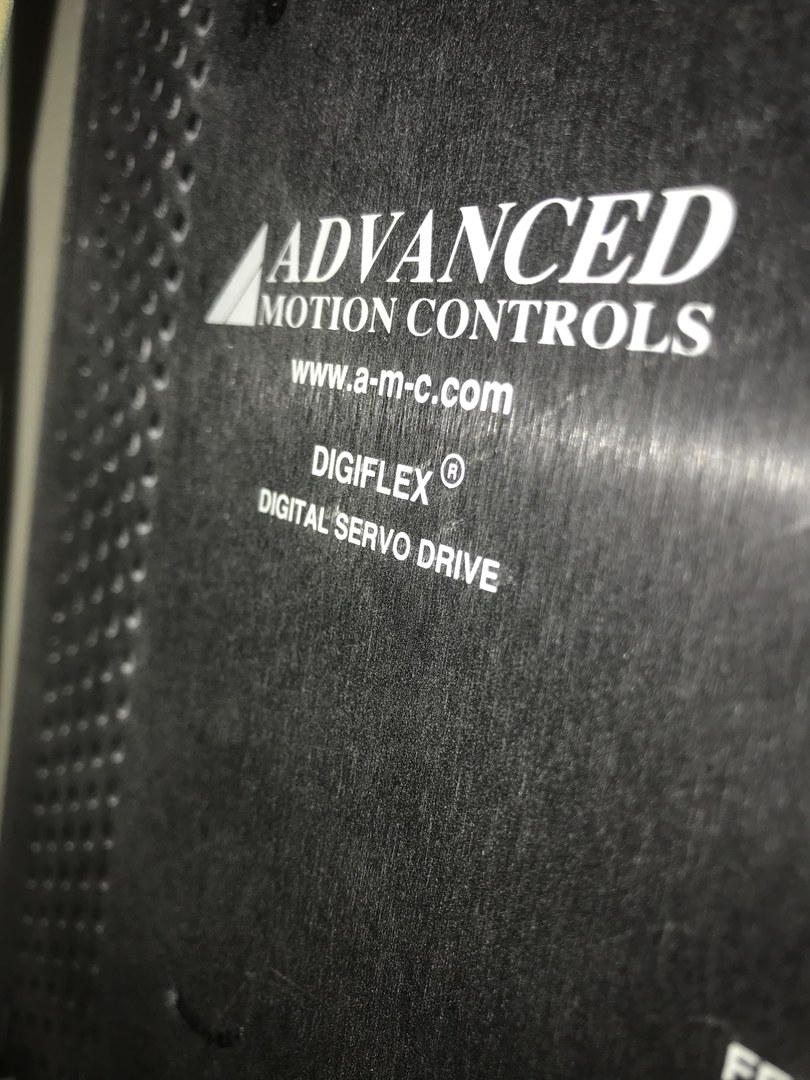 ADVANCED
MOTION CONTROLS
www.a-m-c.com
DIGIFLEX®
DIGITAL SERVO DRIVE